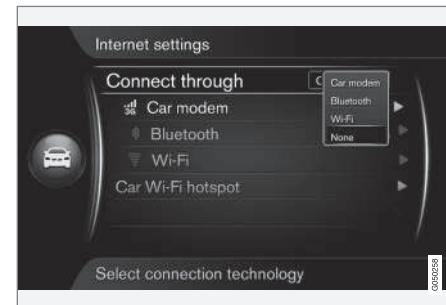 Internet settings
Connect through
Car modem
Bluetooth
Wi-Fi
None
3G Car modem
Bluetooth
Wi-Fi
Car Wi-Fi hotspot
Select connection technology
G050258